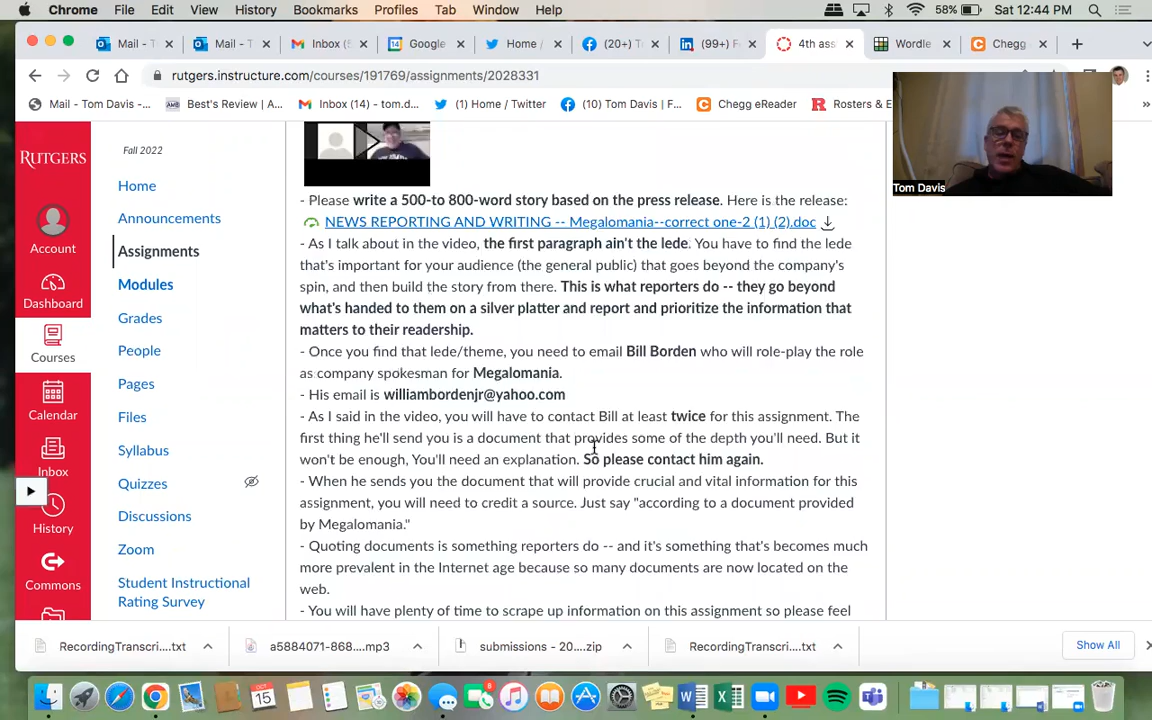 Chrome File Edit View History Bookmarks Profiles Tab Window Help 58% Sat 12:44 PM
Mail - T Mail - T Inbox (5 Google Home / (20+) T (99+) F 4th ass Wordle Chegg
rutgers.instructure.com/courses/191769/assignments/2028331
Mail - Tom Davis -... Best's Review | A... Inbox (14) - tom.d... (1) Home / Twitter (10) Tom Davis | F... Chegg eReader Rosters & E
Tom Davis
RUTGERS
Account
Dashboard
Courses
Calendar
Inbox
History
Commons
Fall 2022
Home
Announcements
Assignments
Modules
Grades
People
Pages
Files
Syllabus
Quizzes
Discussions
Zoom
Student Instructional
Rating Survey
- Please write a 500-to 800-word story based on the press release. Here is the release:
NEWS REPORTING AND WRITING -- Megalomania--correct one-2 (1) (2).doc
- As I talk about in the video, the first paragraph ain't the lede. You have to find the lede
that's important for your audience (the general public) that goes beyond the company's
spin, and then build the story from there. This is what reporters do -- they go beyond
what's handed to them on a silver platter and report and prioritize the information that
matters to their readership.
- Once you find that lede/theme, you need to email Bill Borden who will role-play the role
as company spokesman for Megalomania.
- His email is williambordenjr@yahoo.com
- As I said in the video, you will have to contact Bill at least twice for this assignment. The
first thing he'll send you is a document that provides some of the depth you'll need. But it
won't be enough, You'll need an explanation. So please contact him again.
- When he sends you the document that will provide crucial and vital information for this
assignment, you will need to credit a source. Just say "according to a document provided
by Megalomania."
- Quoting documents is something reporters do -- and it's something that's becomes much
more prevalent in the Internet age because so many documents are now located on the
web.
- You will have plenty of time to scrape up information on this assignment so please feel
RecordingTranscri....txt a5884071-868....mp3 submissions - 20....zip RecordingTranscri....txt Show All